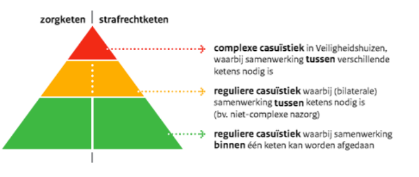 zorgketen | strafrechtketen
complexe casuïstiek in Veiligheidshuizen,
waarbij samenwerking tussen verschillende
ketens nodig is
reguliere casuïstiek waarbij (bilaterale)
samenwerking tussen ketens nodig is
(bv. niet-complexe nazorg)
reguliere casuïstiek waarbij samenwerking
binnen één keten kan worden afgedaan